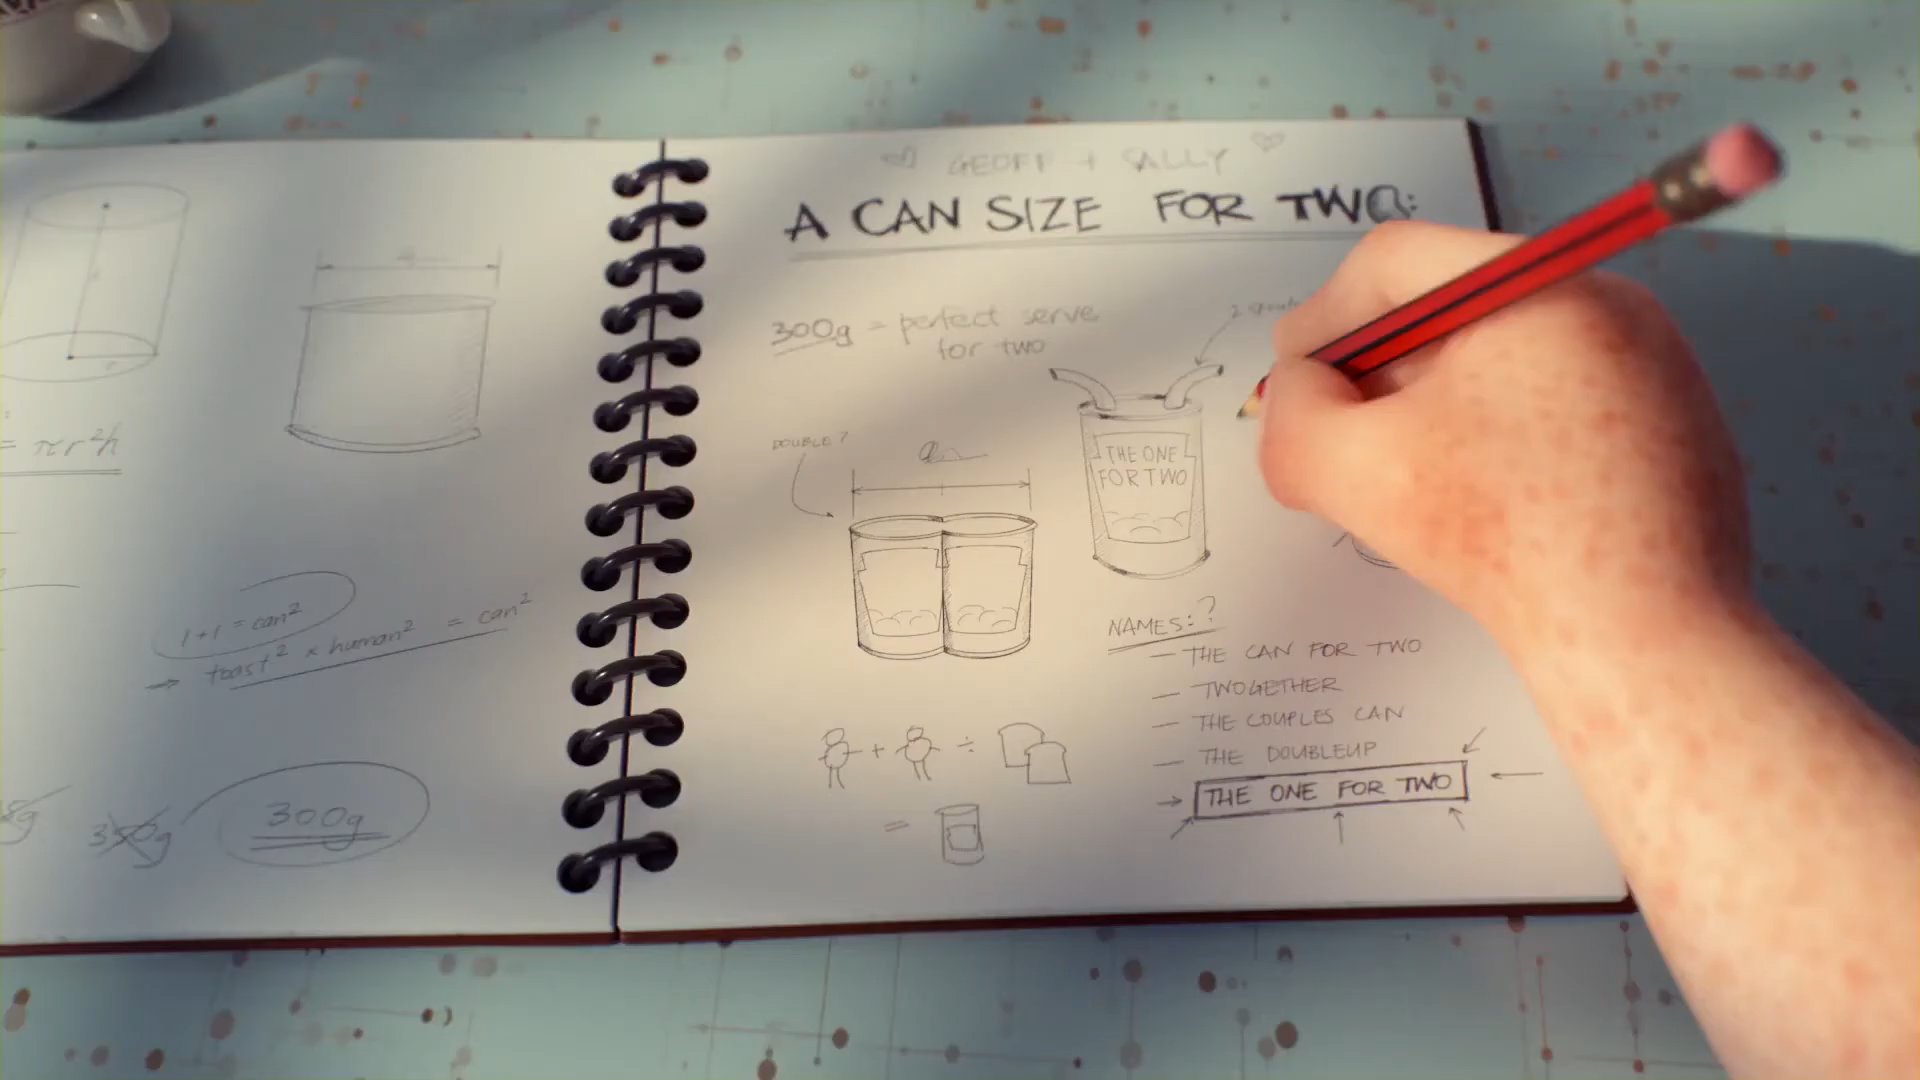 = πr²h
1+1 = can²
→ toast² × human² = can²
350g
300g
GEOFF + SALLY
A CAN SIZE FOR TWO:
300g = perfect serve
for two
2
DOUBLE?
THE ONE
FOR TWO
NAMES:?
— THE CAN FOR TWO
— TWOGETHER
— THE COUPLES CAN
— THE DOUBLEUP
THE ONE FOR TWO